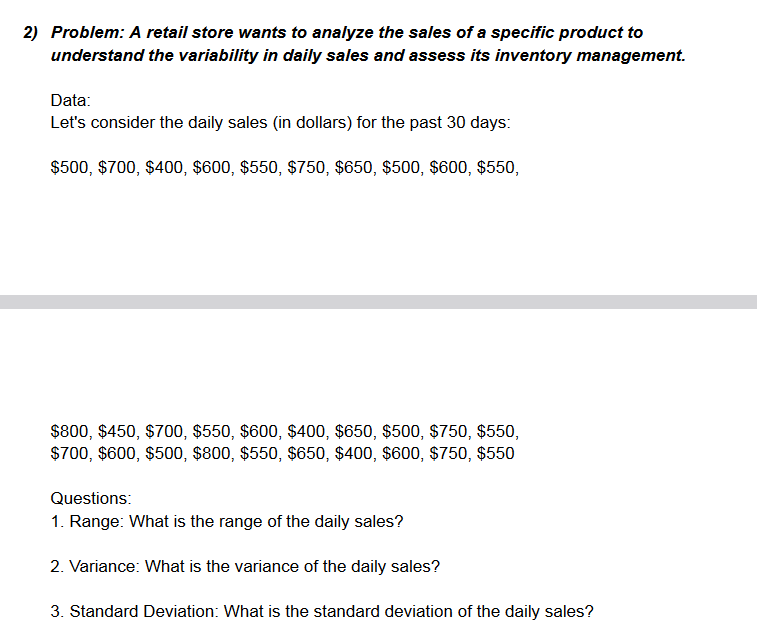 2) Problem: A retail store wants to analyze the sales of a specific product to
understand the variability in daily sales and assess its inventory management.
Data:
Let's consider the daily sales (in dollars) for the past 30 days:
$500, $700, $400, $600, $550, $750, $650, $500, $600, $550,
$800, $450, $700, $550, $600, $400, $650, $500, $750, $550,
$700, $600, $500, $800, $550, $650, $400, $600, $750, $550
Questions:
1. Range: What is the range of the daily sales?
2. Variance: What is the variance of the daily sales?
3. Standard Deviation: What is the standard deviation of the daily sales?